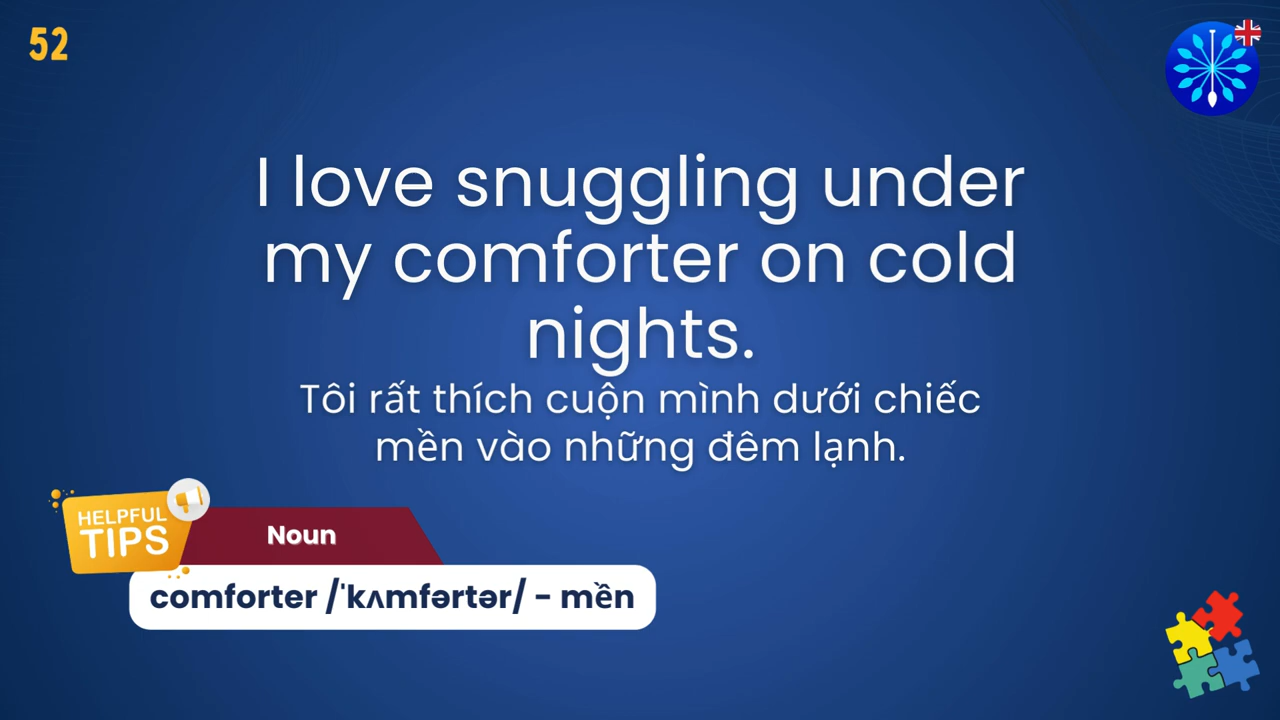 52
I love snuggling under
my comforter on cold
nights.
Tôi rất thích cuộn mình dưới chiếc
mền vào những đêm lạnh.
HELPFUL
TIPS
Noun
comforter /ˈkʌmfərtər/ - mền